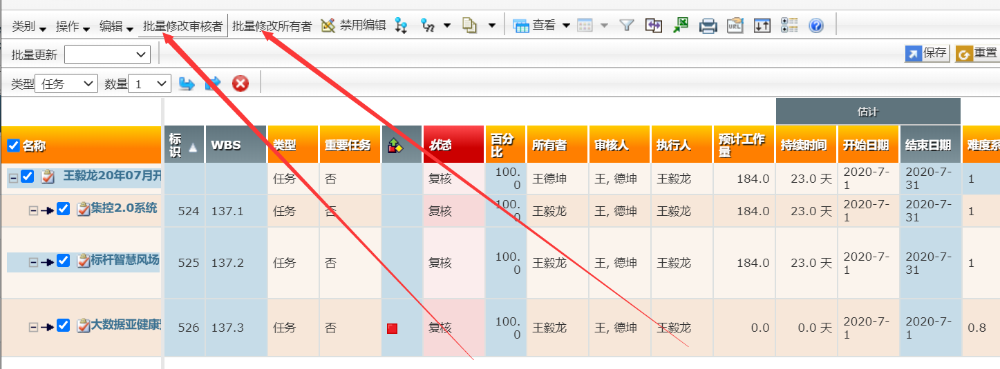 类别 操作 编辑 批量修改审核者 批量修改所有者 禁用编辑 查看 URL
批量更新 保存 重置
类型 任务 数量 1
估计
名称 标识 WBS 类型 重要任务 状态 百分比 所有者 审核人 执行人 预计工作量 持续时间 开始日期 结束日期 难度系
王毅龙20年07月开 任务 否 复核 100.0 王德坤 王, 德坤 王毅龙 184.0 23.0 天 2020-7-1 2020-7-31 1
集控2.0系统 524 137.1 任务 否 复核 100.0 王毅龙 王, 德坤 王毅龙 184.0 23.0 天 2020-7-1 2020-7-31 1
标杆智慧风场 525 137.2 任务 否 复核 100.0 王毅龙 王, 德坤 王毅龙 184.0 23.0 天 2020-7-1 2020-7-31 1
大数据亚健康 526 137.3 任务 否 复核 100.0 王毅龙 王, 德坤 王毅龙 0.0 0.0 天 2020-7-1 2020-7-1 0.8